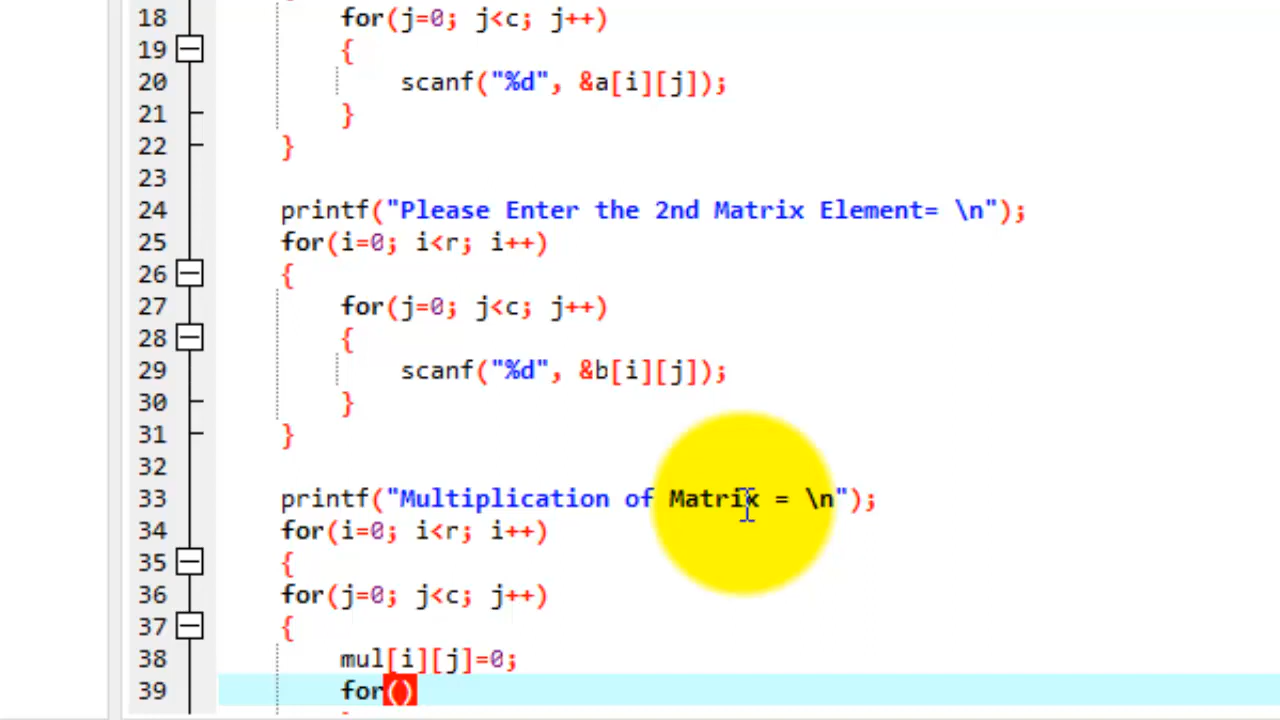 18 for(j=0; j<c; j++)
19 {
20 scanf("%d", &a[i][j]);
21 }
22 }
23
24 printf("Please Enter the 2nd Matrix Element= \n");
25 for(i=0; i<r; i++)
26 {
27 for(j=0; j<c; j++)
28 {
29 scanf("%d", &b[i][j]);
30 }
31 }
32
33 printf("Multiplication of Matrix = \n");
34 for(i=0; i<r; i++)
35 {
36 for(j=0; j<c; j++)
37 {
38 mul[i][j]=0;
39 for()